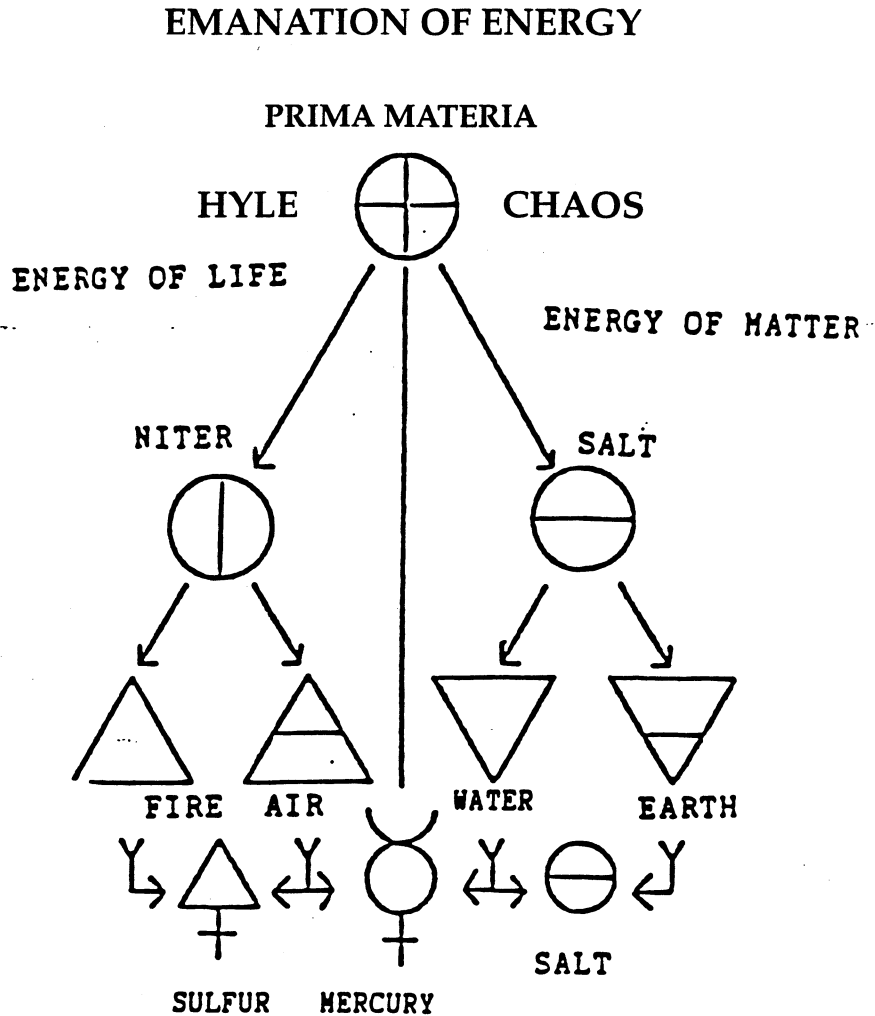 EMANATION OF ENERGY
PRIMA MATERIA
HYLE CHAOS
ENERGY OF LIFE
ENERGY OF MATTER
NITER SALT
FIRE AIR WATER EARTH
SALT
SULFUR MERCURY